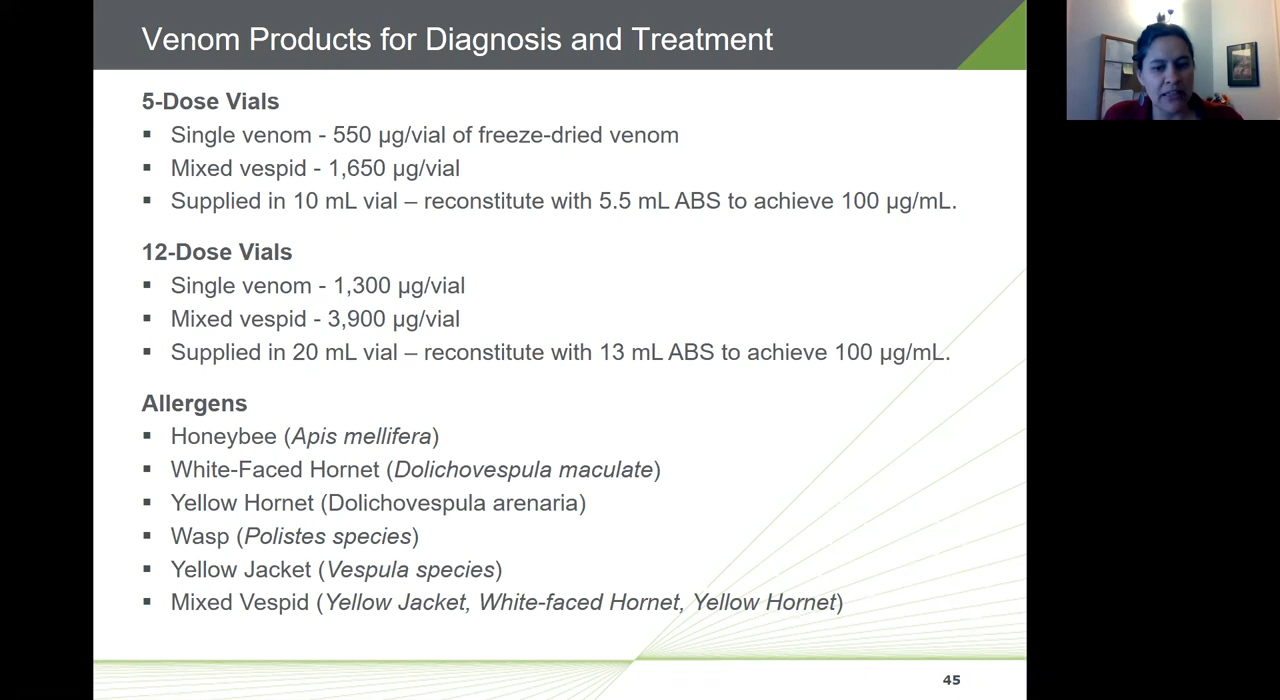 Venom Products for Diagnosis and Treatment
5-Dose Vials
▪ Single venom - 550 µg/vial of freeze-dried venom
▪ Mixed vespid - 1,650 µg/vial
▪ Supplied in 10 mL vial – reconstitute with 5.5 mL ABS to achieve 100 µg/mL.
12-Dose Vials
▪ Single venom - 1,300 µg/vial
▪ Mixed vespid - 3,900 µg/vial
▪ Supplied in 20 mL vial – reconstitute with 13 mL ABS to achieve 100 µg/mL.
Allergens
▪ Honeybee (Apis mellifera)
▪ White-Faced Hornet (Dolichovespula maculate)
▪ Yellow Hornet (Dolichovespula arenaria)
▪ Wasp (Polistes species)
▪ Yellow Jacket (Vespula species)
▪ Mixed Vespid (Yellow Jacket, White-faced Hornet, Yellow Hornet)
45